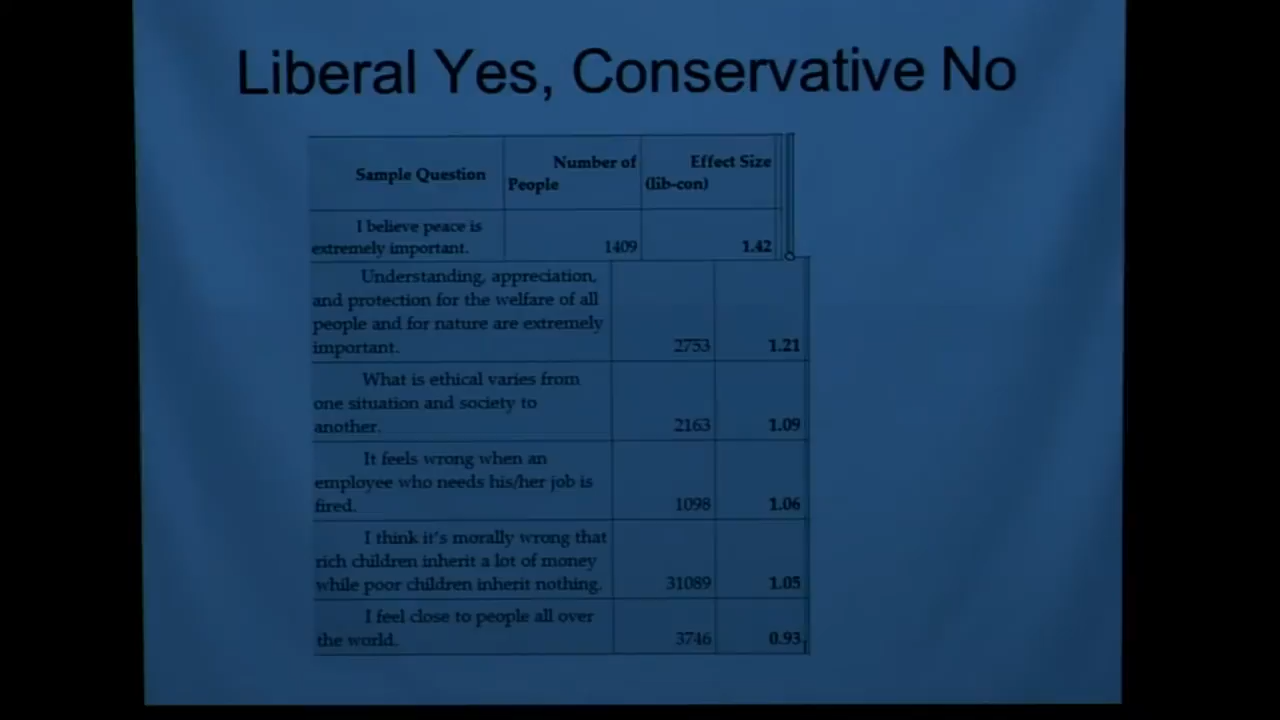 Liberal Yes, Conservative No
Sample Question
Number of
People
Effect Size
(lib-con)
I believe peace is
extremely important.
1409
1.42
Understanding, appreciation,
and protection for the welfare of all
people and for nature are extremely
important.
2753
1.21
What is ethical varies from
one situation and society to
another.
2163
1.09
It feels wrong when an
employee who needs his/her job is
fired.
1098
1.06
I think it's morally wrong that
rich children inherit a lot of money
while poor children inherit nothing.
31089
1.05
I feel close to people all over
the world.
3746
0.93